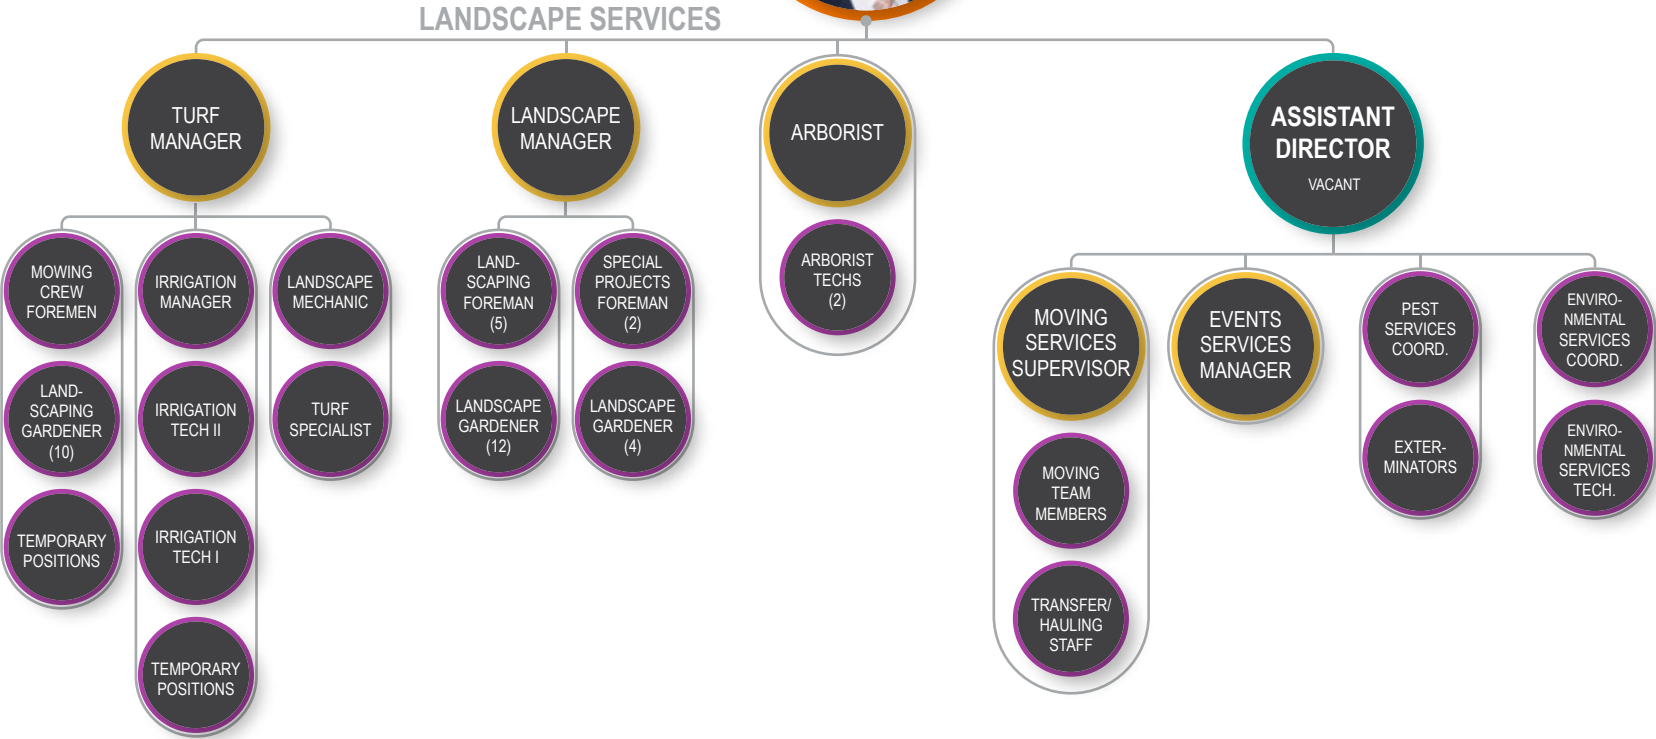 LANDSCAPE SERVICES
TURF
MANAGER
LANDSCAPE
MANAGER
ARBORIST
ASSISTANT
DIRECTOR
VACANT
MOWING
CREW
FOREMEN
LAND-
SCAPING
GARDENER
(10)
TEMPORARY
POSITIONS
IRRIGATION
MANAGER
IRRIGATION
TECH II
IRRIGATION
TECH I
TEMPORARY
POSITIONS
LANDSCAPE
MECHANIC
TURF
SPECIALIST
LAND-
SCAPING
FOREMAN
(5)
LANDSCAPE
GARDENER
(12)
SPECIAL
PROJECTS
FOREMAN
(2)
LANDSCAPE
GARDENER
(4)
ARBORIST
TECHS
(2)
MOVING
SERVICES
SUPERVISOR
MOVING
TEAM
MEMBERS
TRANSFER/
HAULING
STAFF
EVENTS
SERVICES
MANAGER
PEST
SERVICES
COORD.
EXTER-
MINATORS
ENVIRO-
NMENTAL
SERVICES
COORD.
ENVIRO-
NMENTAL
SERVICES
TECH.